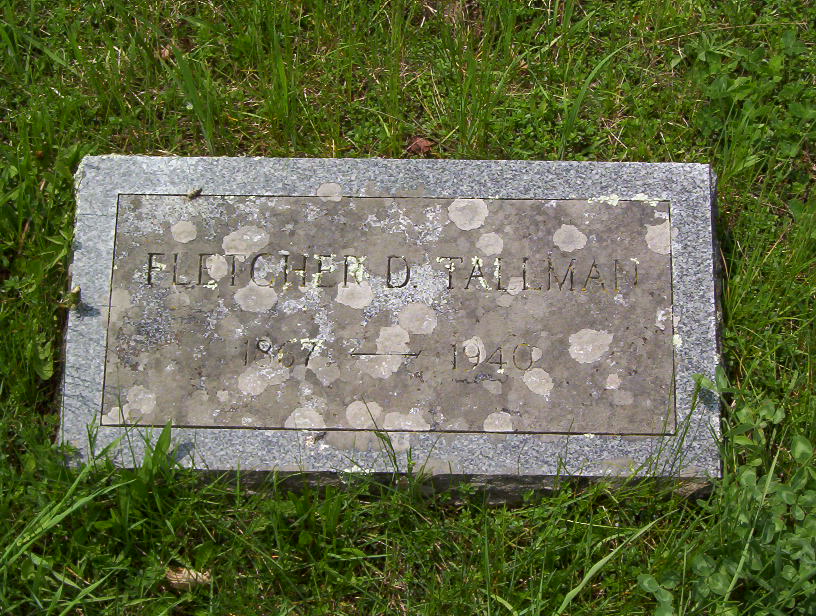 FLETCHER D. TALLMAN
1867 — 1940